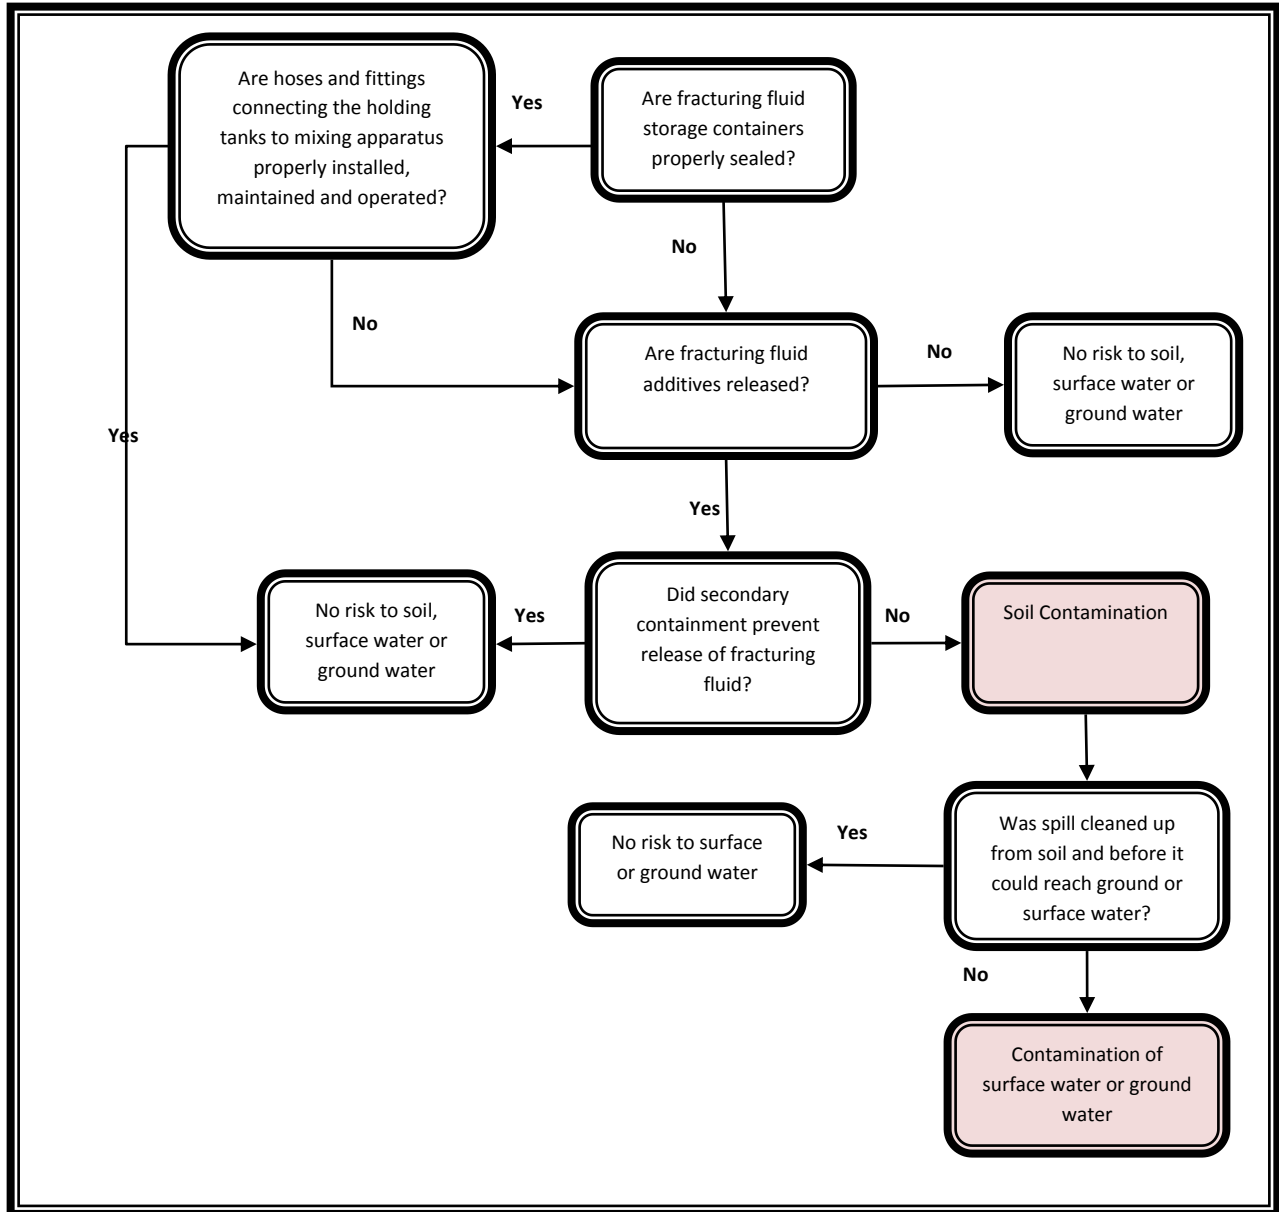 Are hoses and fittings
connecting the holding
tanks to mixing apparatus
properly installed,
maintained and operated?
Yes
Are fracturing fluid
storage containers
properly sealed?
No
No
Are fracturing fluid
additives released?
No
No risk to soil,
surface water or
ground water
Yes
Yes
No risk to soil,
surface water or
ground water
Yes
Did secondary
containment prevent
release of fracturing
fluid?
No
Soil Contamination
No risk to surface
or ground water
Yes
Was spill cleaned up
from soil and before it
could reach ground or
surface water?
No
Contamination of
surface water or ground
water